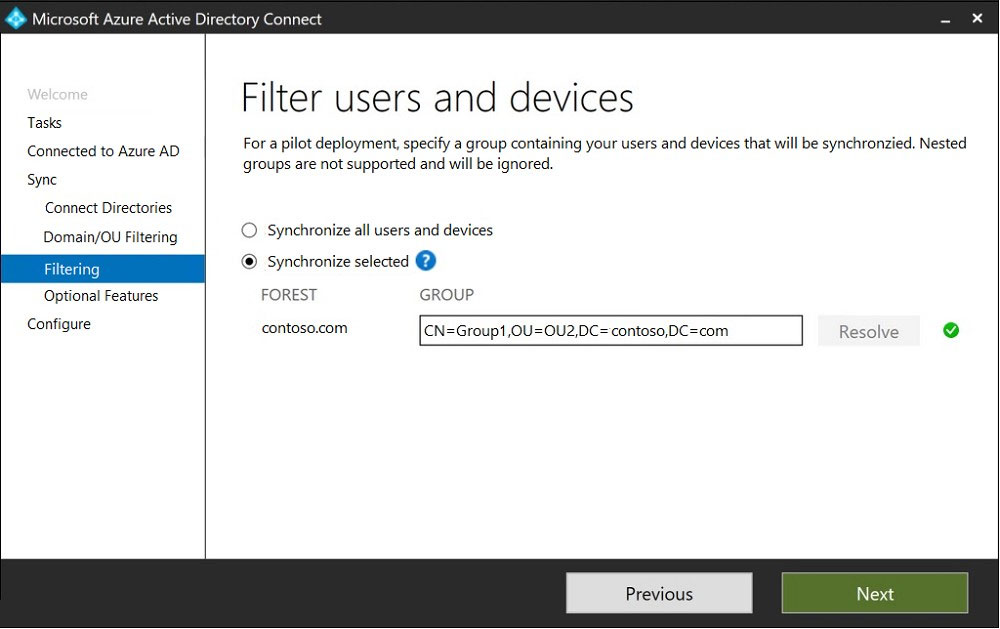 Microsoft Azure Active Directory Connect
Welcome
Tasks
Connected to Azure AD
Sync
Connect Directories
Domain/OU Filtering
Filtering
Optional Features
Configure
Filter users and devices
For a pilot deployment, specify a group containing your users and devices that will be synchronzied. Nested
groups are not supported and will be ignored.
Synchronize all users and devices
Synchronize selected ?
FOREST GROUP
contoso.com CN=Group1,OU=OU2,DC= contoso,DC=com Resolve
Previous Next